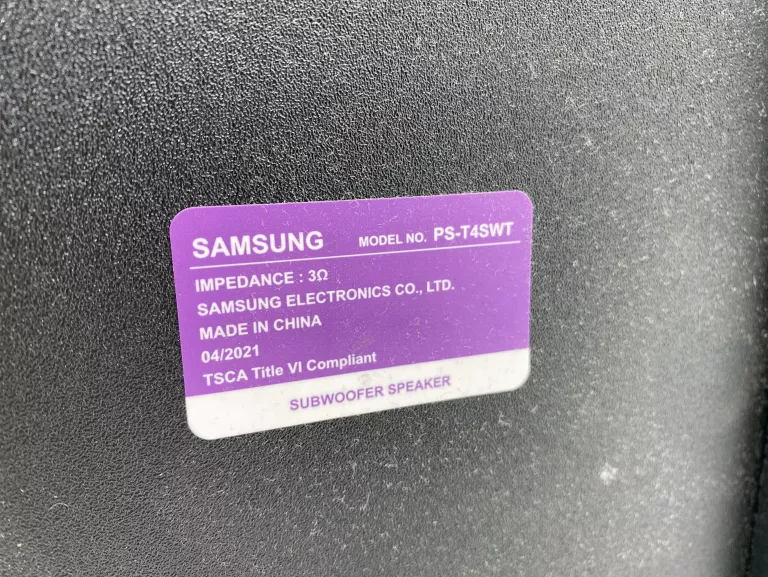 SAMSUNG MODEL NO. PS-T4SWT
IMPEDANCE : 3Ω
SAMSUNG ELECTRONICS CO., LTD.
MADE IN CHINA
04/2021
TSCA Title VI Compliant
SUBWOOFER SPEAKER